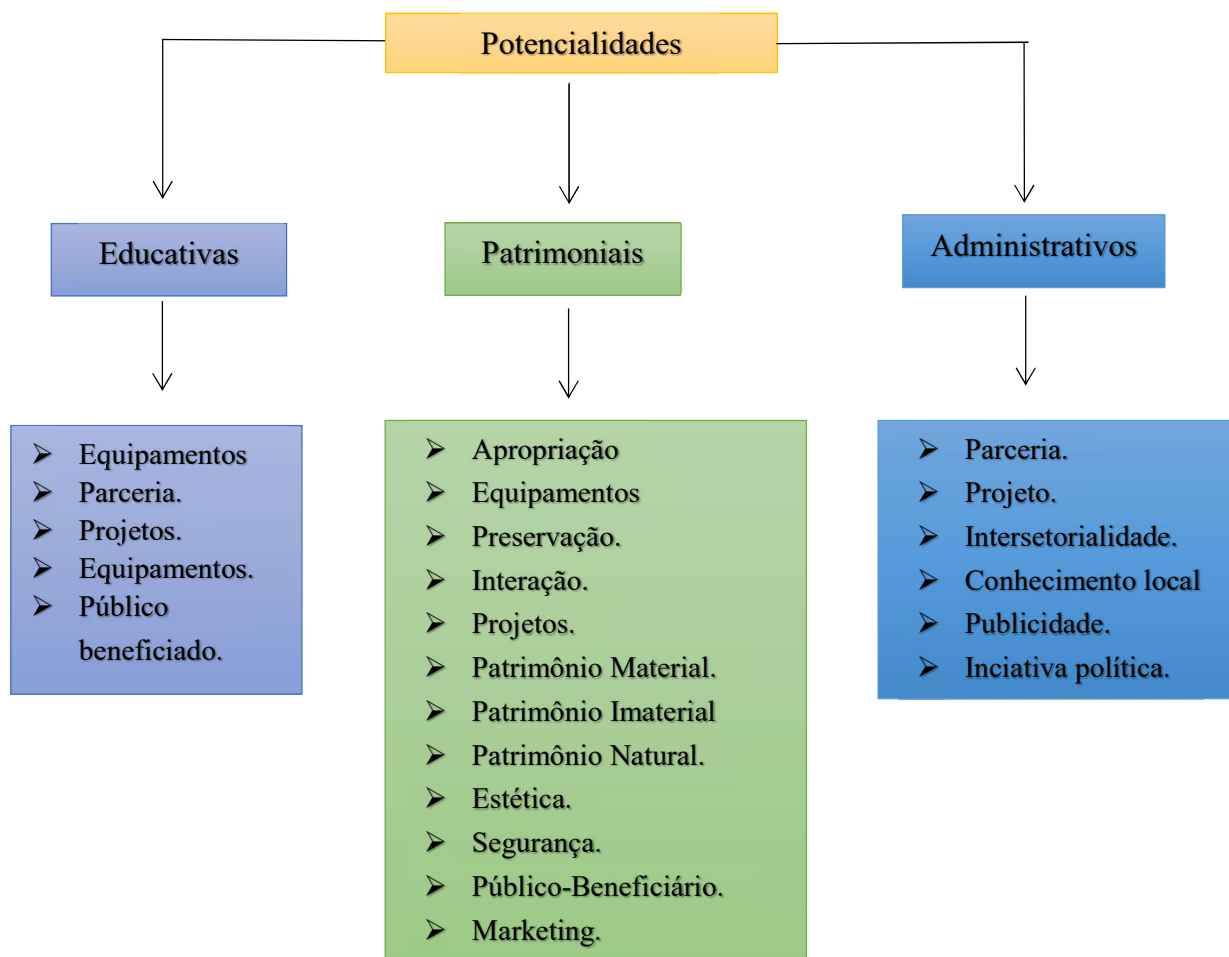 Potencialidades
Educativas
Patrimoniais
Administrativos
➢ Equipamentos
➢ Parceria.
➢ Projetos.
➢ Equipamentos.
➢ Público
beneficiado.
➢ Apropriação
➢ Equipamentos
➢ Preservação.
➢ Interação.
➢ Projetos.
➢ Patrimônio Material.
➢ Patrimônio Imaterial
➢ Patrimônio Natural.
➢ Estética.
➢ Segurança.
➢ Público-Beneficiário.
➢ Marketing.
➢ Parceria.
➢ Projeto.
➢ Intersetorialidade.
➢ Conhecimento local
➢ Publicidade.
➢ Inciativa política.